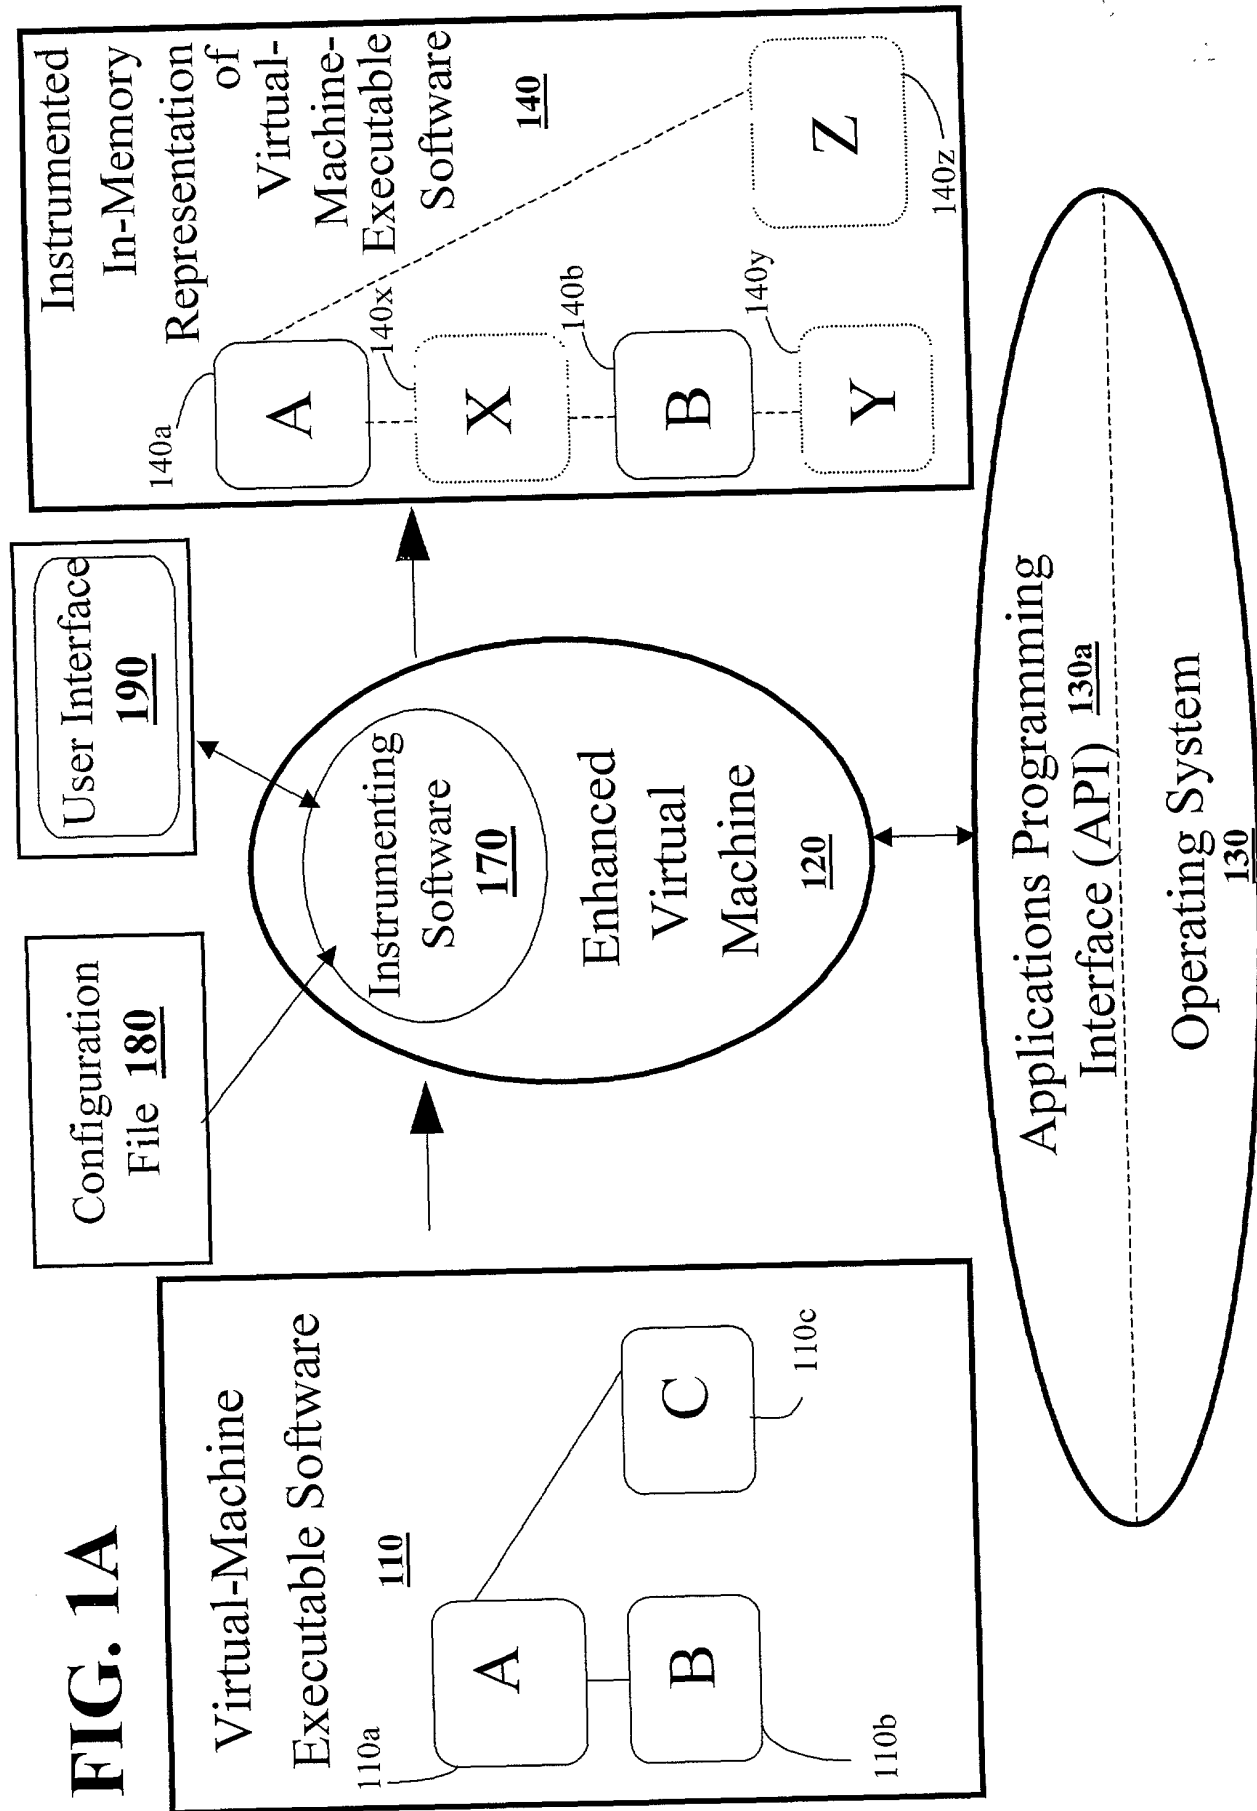 FIG. 1A
Virtual-Machine
Executable Software
110
110a
A
B
110b
C
110c
Configuration
File 180
User Interface
190
Instrumenting
Software
170
Enhanced
Virtual
Machine
120
Instrumented
In-Memory
Representation
of
Virtual-
Machine-
Executable
Software
140
140a
A
140x
X
140b
B
140y
Y
Z
140z
Applications Programming
Interface (API) 130a
Operating System
130